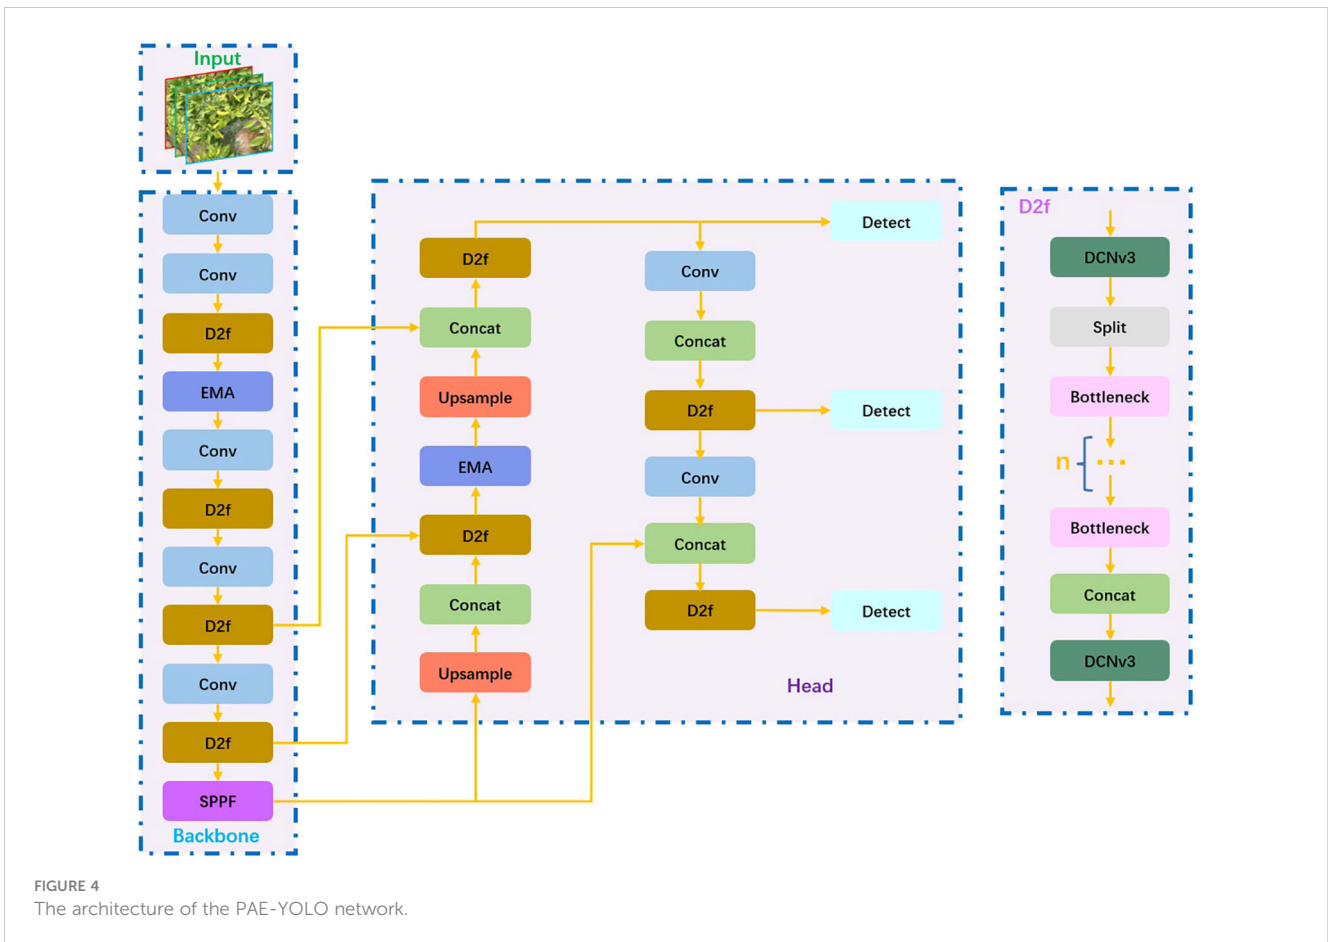 Input
Conv
Conv
D2f
EMA
Conv
D2f
Conv
D2f
Conv
D2f
SPPF
Backbone
D2f
Concat
Upsample
EMA
D2f
Concat
Upsample
Detect
Conv
Concat
D2f
Detect
Conv
Concat
D2f
Detect
Head
D2f
DCNv3
Split
Bottleneck
n
...
Bottleneck
Concat
DCNv3
FIGURE 4
The architecture of the PAE-YOLO network.